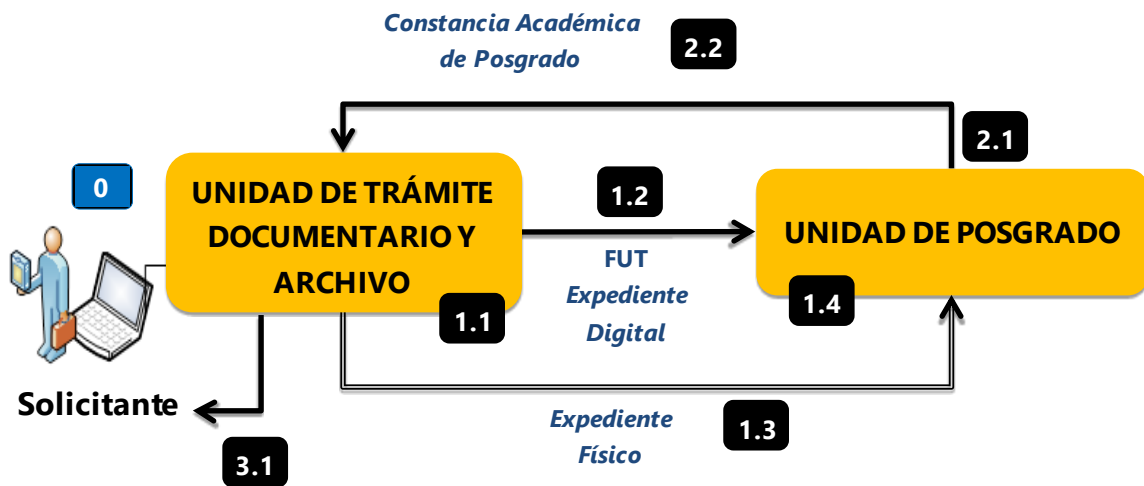 Constancia Académica
de Posgrado
2.2
2.1
0
UNIDAD DE TRÁMITE
DOCUMENTARIO Y
ARCHIVO
1.1
1.2
FUT
Expediente
Digital
UNIDAD DE POSGRADO
1.4
Solicitante
3.1
Expediente
Físico
1.3